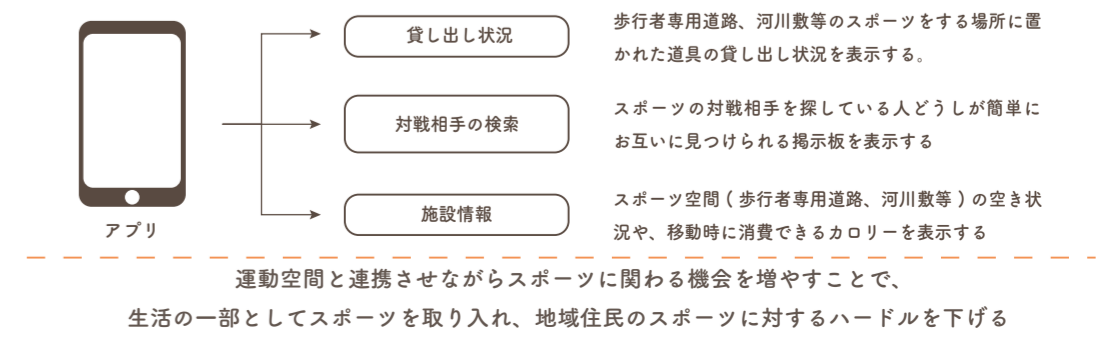 貸し出し状況
歩行者専用道路、河川敷等のスポーツをする場所に置
かれた道具の貸し出し状況を表示する。
対戦相手の検索
スポーツの対戦相手を探している人どうしが簡単に
お互いに見つけられる掲示板を表示する
施設情報
スポーツ空間 ( 歩行者専用道路、河川敷等 ) の空き状
況や、移動時に消費できるカロリーを表示する
アプリ
運動空間と連携させながらスポーツに関わる機会を増やすことで、
生活の一部としてスポーツを取り入れ、地域住民のスポーツに対するハードルを下げる